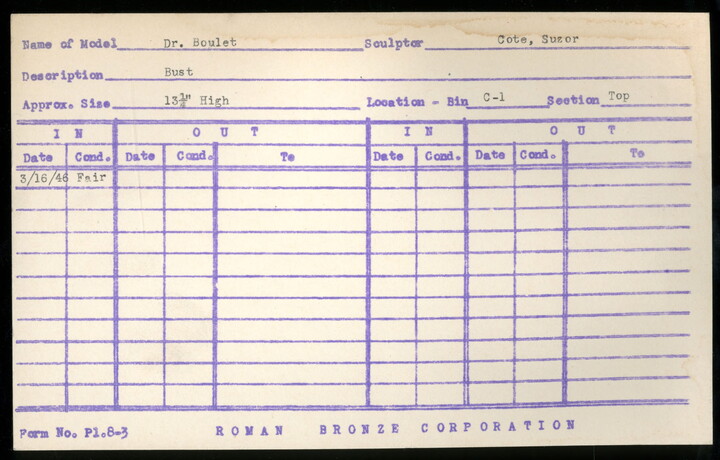 Name of Model Dr. Boulet Sculptor Cote, Suzor
Description Bust
Approx. Size 13½" High Location - Bin C-1 Section Top
IN OUT IN OUT
Date Cond. Date Cond. To Date Cond. Date Cond. To
3/16/46 Fair
Form No. P1.8-3 ROMAN BRONZE CORPORATION